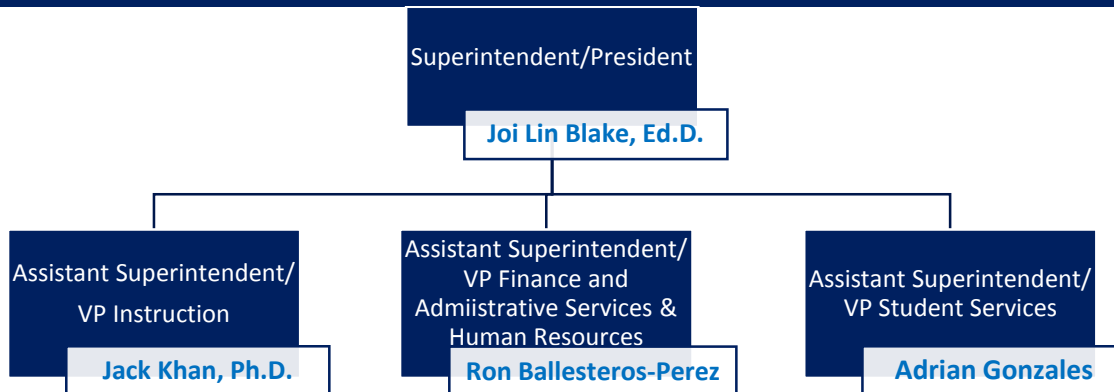 Superintendent/President
Joi Lin Blake, Ed.D.
Assistant Superintendent/
VP Instruction
Jack Khan, Ph.D.
Assistant Superintendent/
VP Finance and
Admiistrative Services &
Human Resources
Ron Ballesteros-Perez
Assistant Superintendent/
VP Student Services
Adrian Gonzales